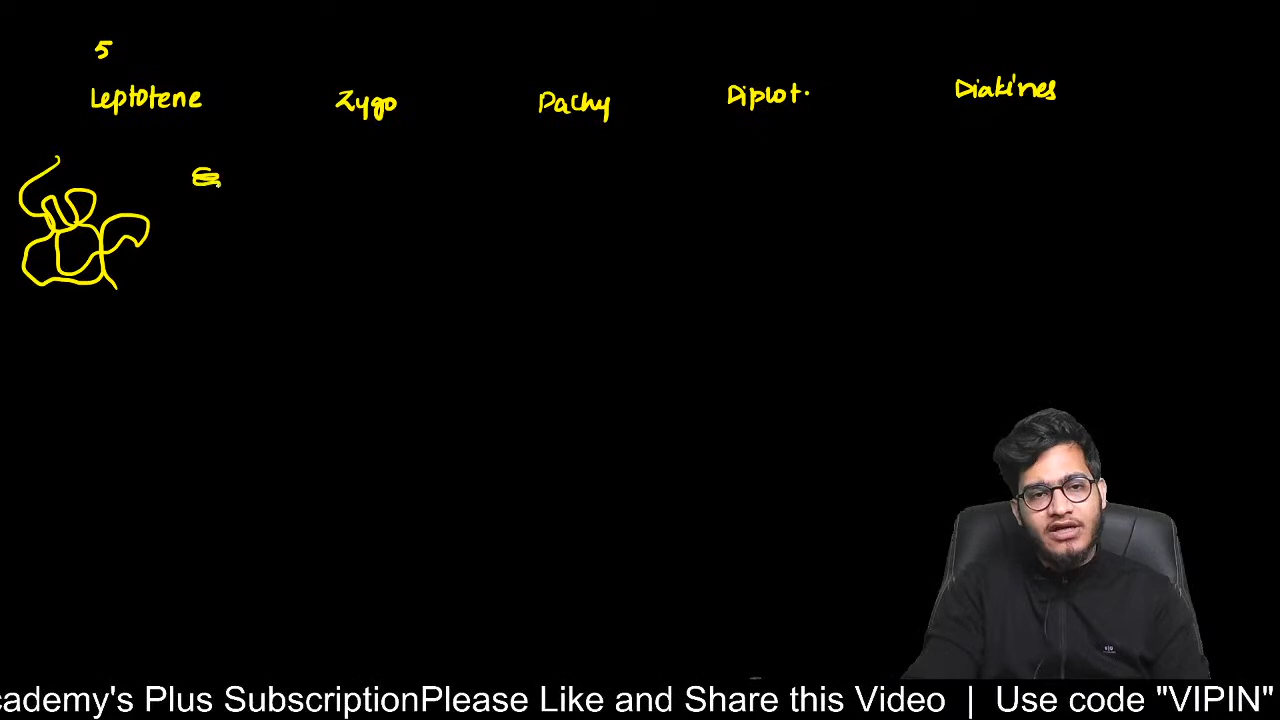 5
Leptotene Zygo Pachy Diplot. Diakines
cademy's Plus SubscriptionPlease Like and Share this Video | Use code "VIPIN"